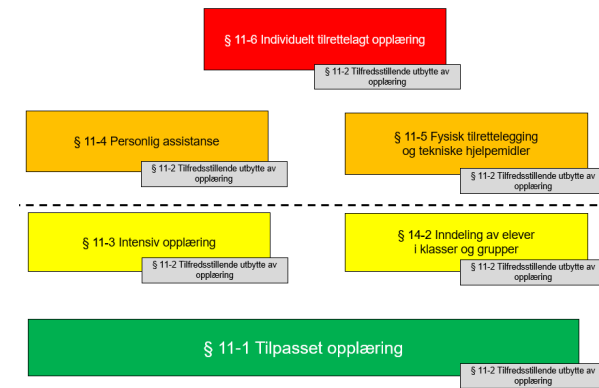 § 11-6 Individuelt tilrettelagt opplæring
§ 11-2 Tilfredsstillende utbytte av
opplæring
§ 11-4 Personlig assistanse
§ 11-2 Tilfredsstillende utbytte av
opplæring
§ 11-5 Fysisk tilrettelegging
og tekniske hjelpemidler
§ 11-2 Tilfredsstillende utbytte av
opplæring
§ 11-3 Intensiv opplæring
§ 11-2 Tilfredsstillende utbytte av
opplæring
§ 14-2 Inndeling av elever
i klasser og grupper
§ 11-2 Tilfredsstillende utbytte av
opplæring
§ 11-1 Tilpasset opplæring
§ 11-2 Tilfredsstillende utbytte av
opplæring